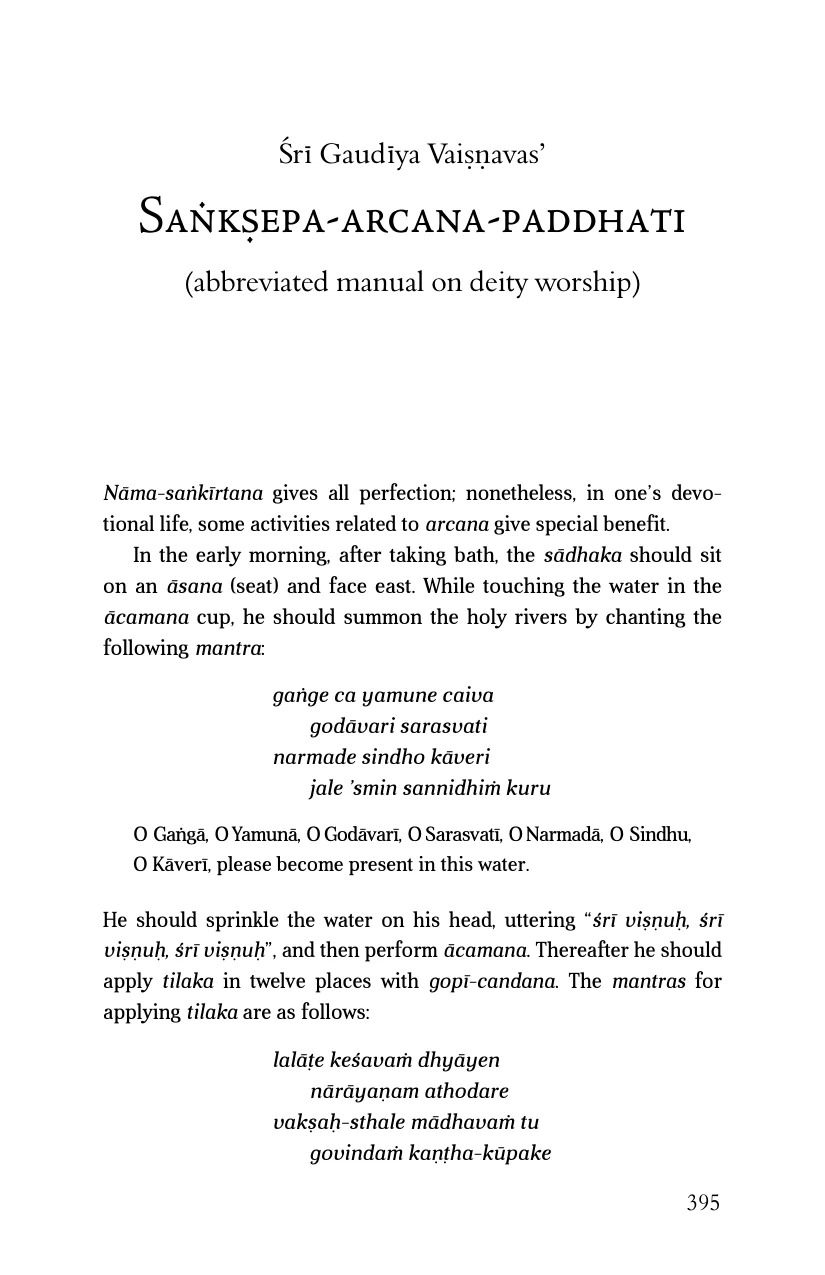 Śrī Gaudīya Vaiṣṇavas’
Saṅkṣepa-arcana-paddhati
(abbreviated manual on deity worship)
Nāma-saṅkīrtana gives all perfection; nonetheless, in one’s devo-
tional life, some activities related to arcana give special benefit.
In the early morning, after taking bath, the sādhaka should sit
on an āsana (seat) and face east. While touching the water in the
ācamana cup, he should summon the holy rivers by chanting the
following mantra:
gaṅge ca yamune caiva
godāvari sarasvati
narmade sindho kāveri
jale ’smin sannidhiṁ kuru
O Gaṅgā, O Yamunā, O Godāvarī, O Sarasvatī, O Narmadā, O Sindhu,
O Kāverī, please become present in this water.
He should sprinkle the water on his head, uttering “śrī viṣṇuḥ, śrī
viṣṇuḥ, śrī viṣṇuḥ”, and then perform ācamana. Thereafter he should
apply tilaka in twelve places with gopī-candana. The mantras for
applying tilaka are as follows:
lalāṭe keśavaṁ dhyāyen
nārāyaṇam athodare
vakṣaḥ-sthale mādhavaṁ tu
govindaṁ kaṇṭha-kūpake
395